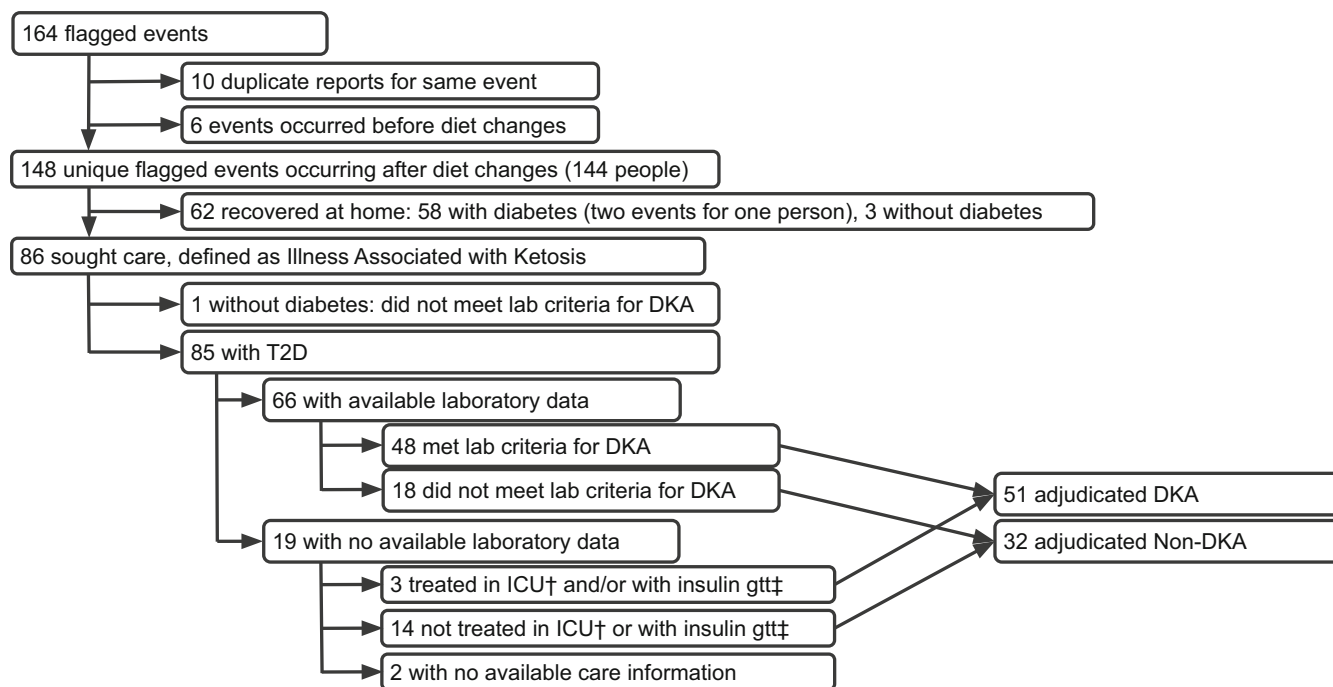 164 flagged events
10 duplicate reports for same event
6 events occurred before diet changes
148 unique flagged events occurring after diet changes (144 people)
62 recovered at home: 58 with diabetes (two events for one person), 3 without diabetes
86 sought care, defined as Illness Associated with Ketosis
1 without diabetes: did not meet lab criteria for DKA
85 with T2D
66 with available laboratory data
48 met lab criteria for DKA
18 did not meet lab criteria for DKA
51 adjudicated DKA
19 with no available laboratory data
32 adjudicated Non-DKA
3 treated in ICU† and/or with insulin gtt‡
14 not treated in ICU† or with insulin gtt‡
2 with no available care information